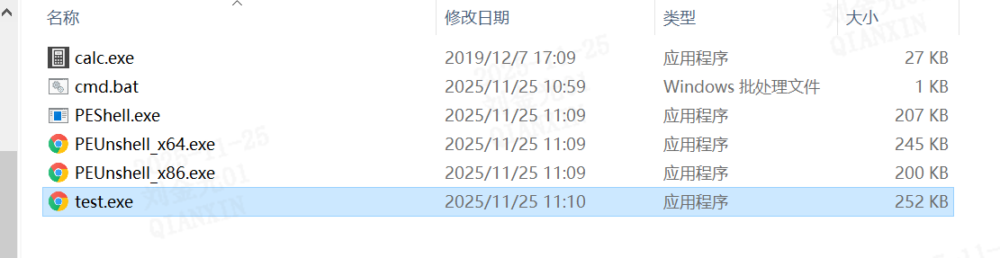 名称 修改日期 类型 大小
calc.exe 2019/12/7 17:09 应用程序 27 KB
cmd.bat 2025/11/25 10:59 Windows 批处理文件 1 KB
PEShell.exe 2025/11/25 11:09 应用程序 207 KB
PEUnshell_x64.exe 2025/11/25 11:09 应用程序 245 KB
PEUnshell_x86.exe 2025/11/25 11:09 应用程序 200 KB
test.exe 2025/11/25 11:10 应用程序 252 KB
QIANXIN
QIANXIN
QIANXIN